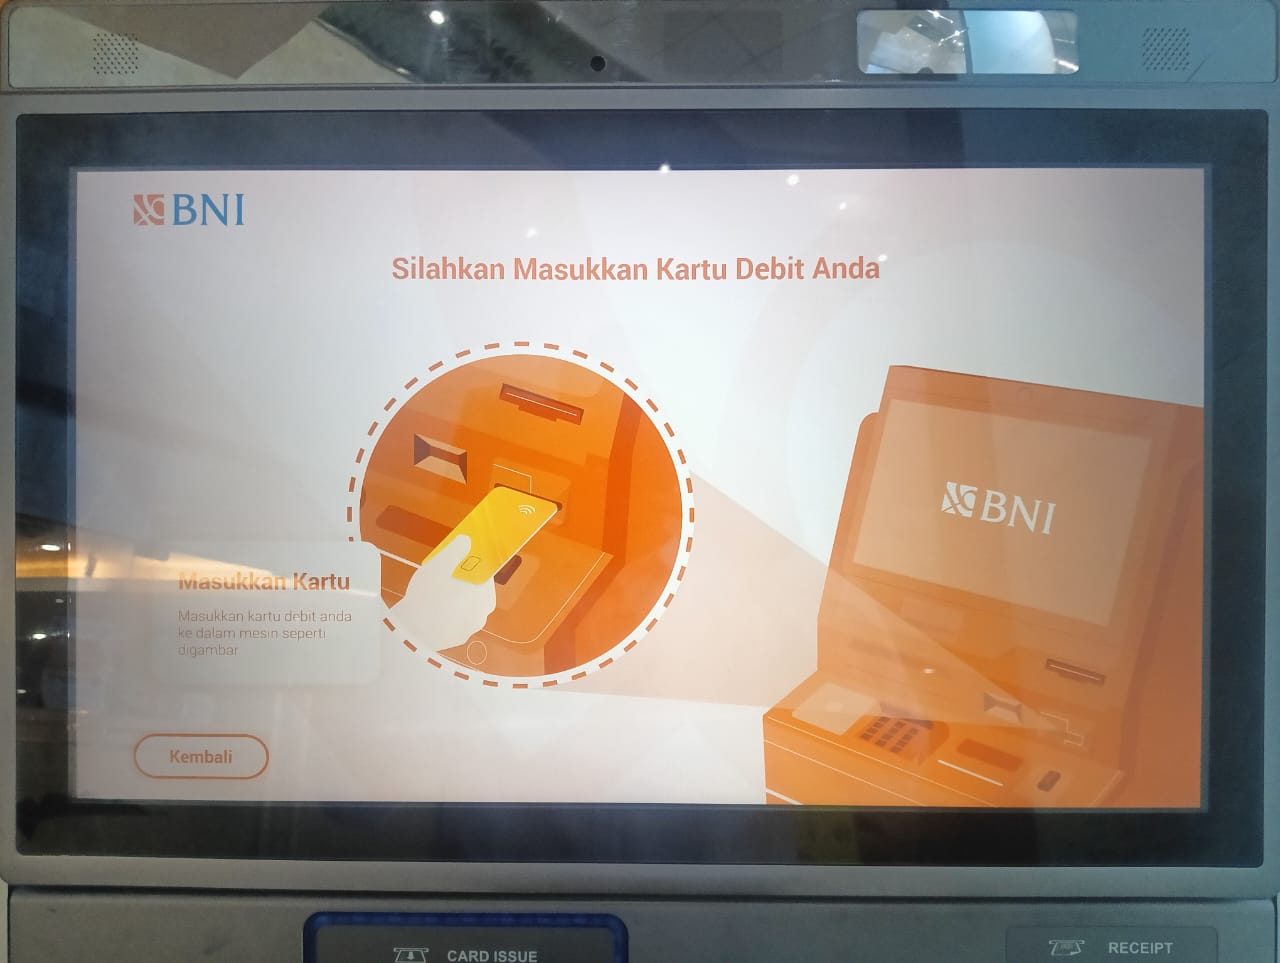 BNI
Silahkan Masukkan Kartu Debit Anda
BNI
Masukkan Kartu
Masukkan kartu debit anda
ke dalam mesin seperti
digambar
Kembali
CARD ISSUE
RECEIPT